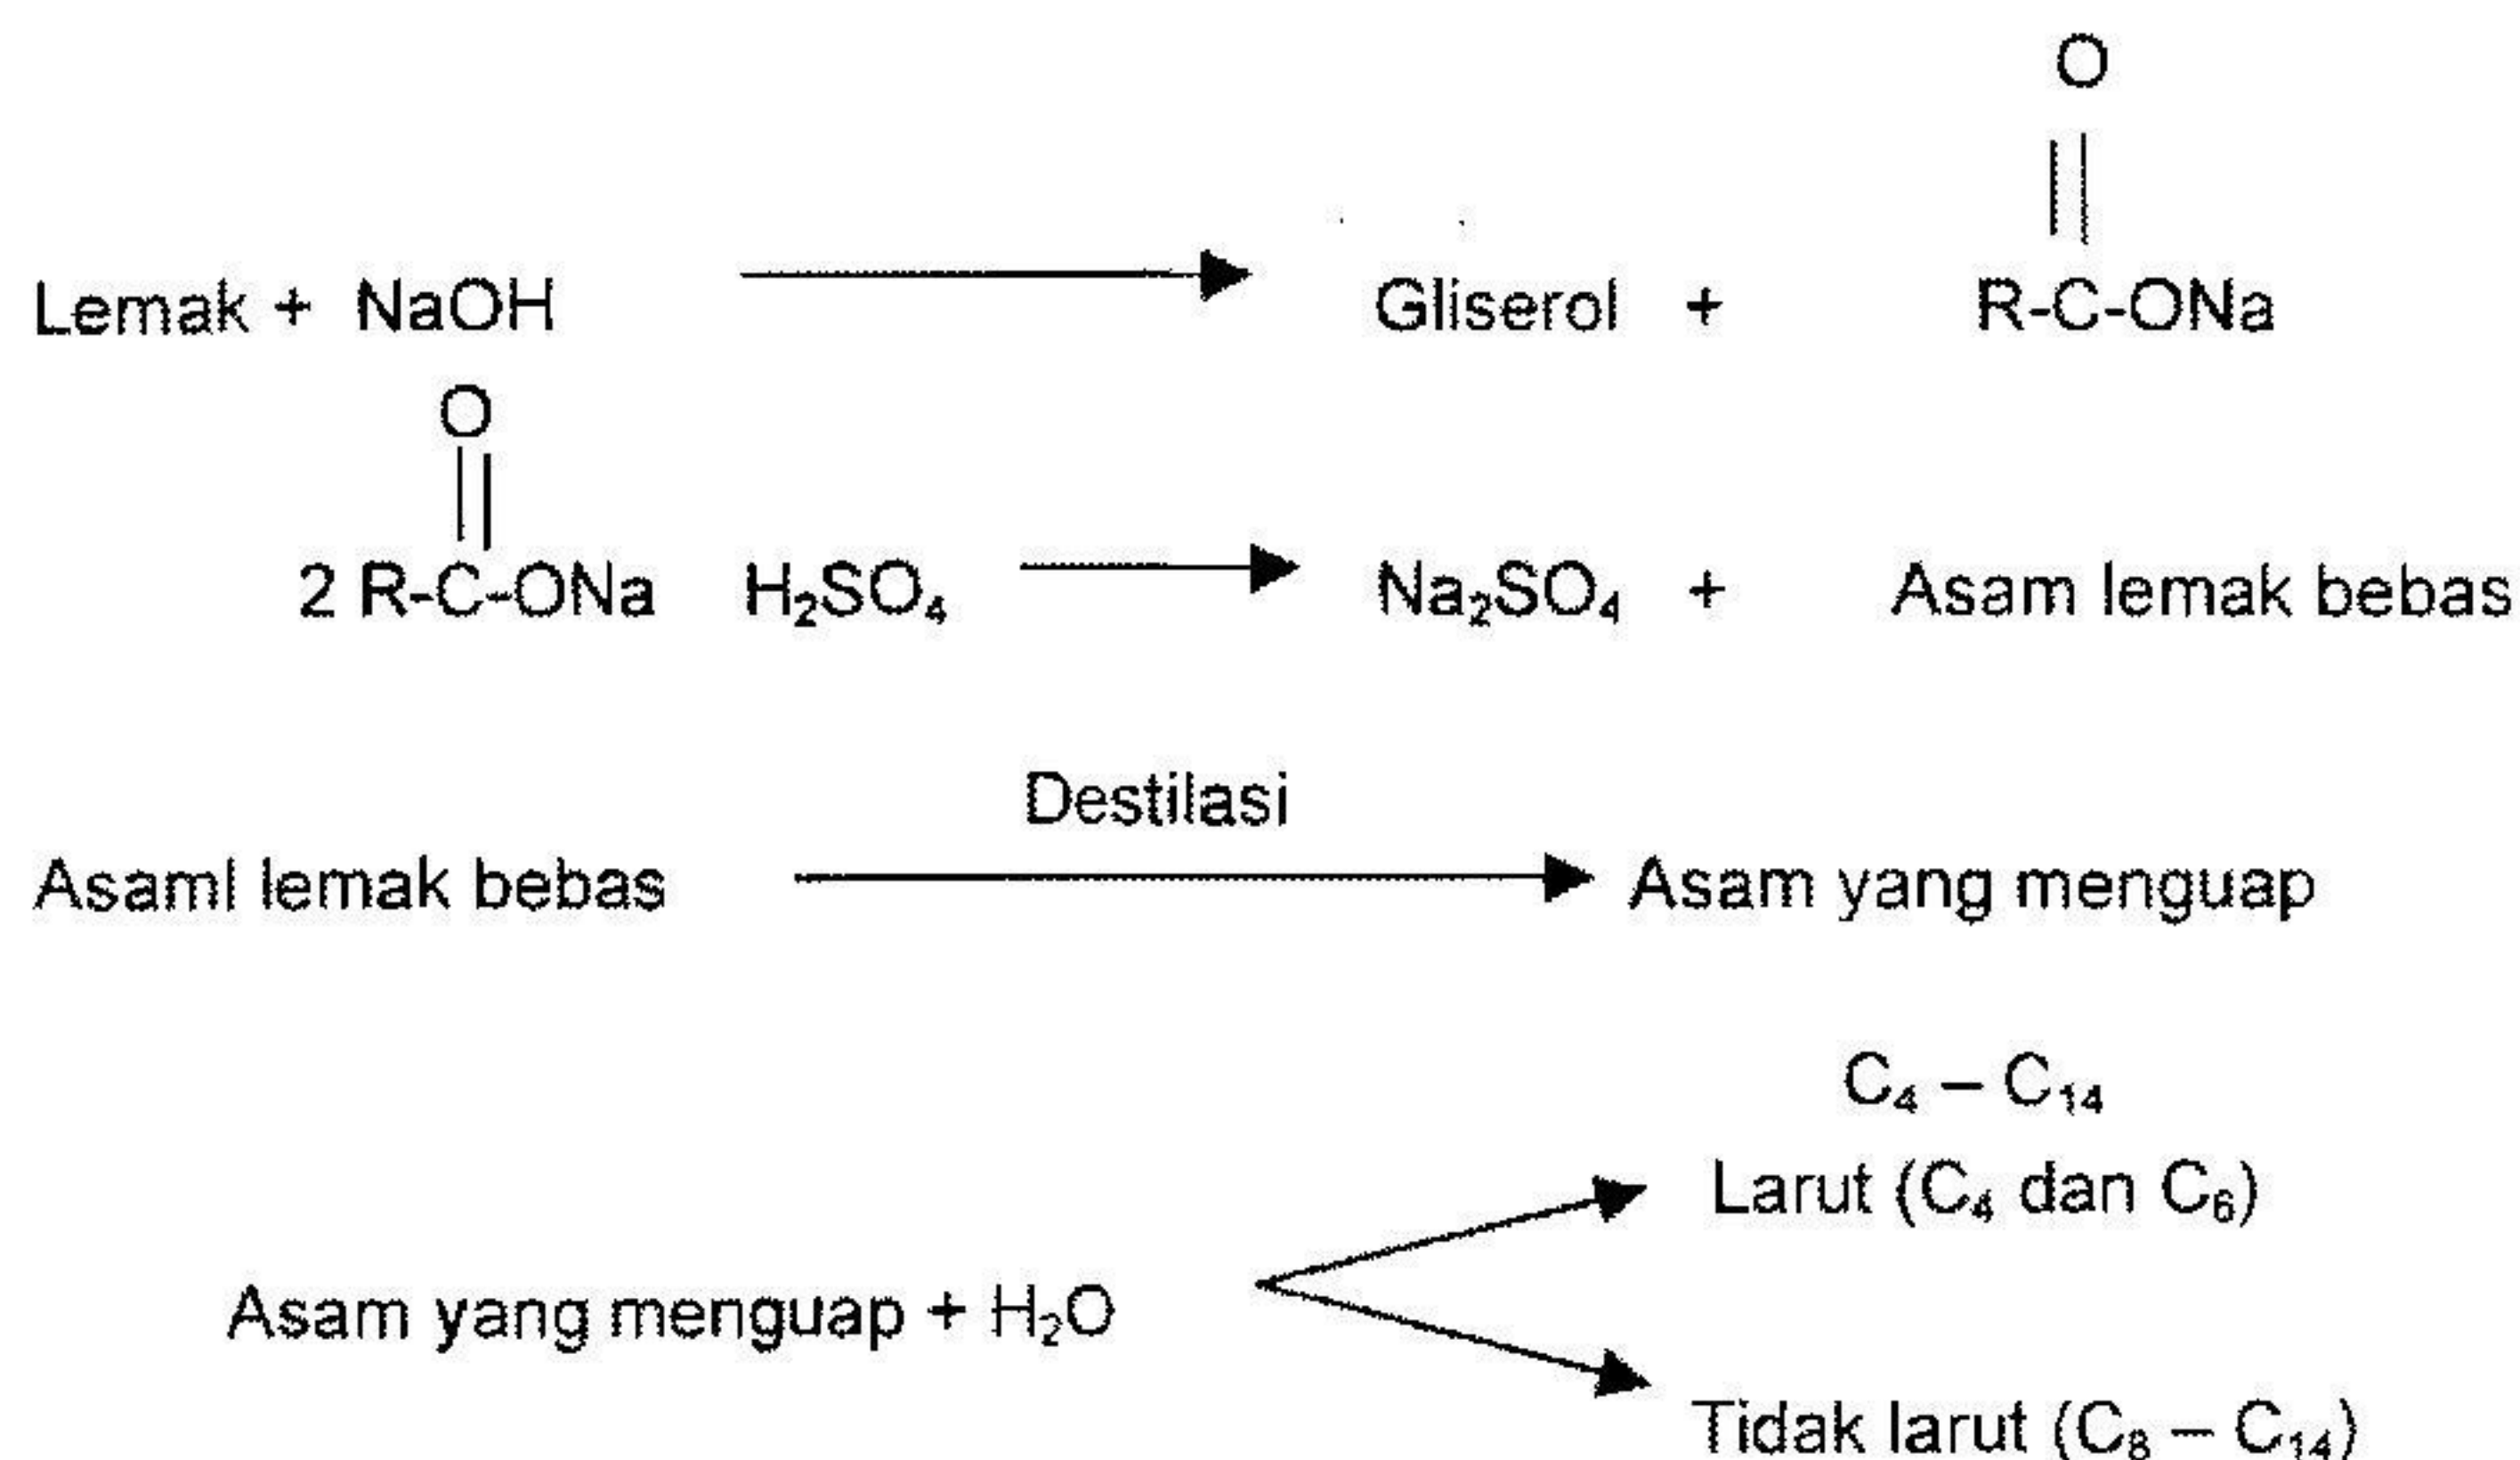 O
Lemak + NaOH Gliserol + R-C-ONa
O
2 R-C-ONa H₂SO₄ Na₂SO₄ + Asam lemak bebas
Destilasi
Asaml lemak bebas Asam yang menguap
C₄ – C₁₄
Larut (C₄ dan C₆)
Asam yang menguap + H₂O
Tidak larut (C₈ – C₁₄)